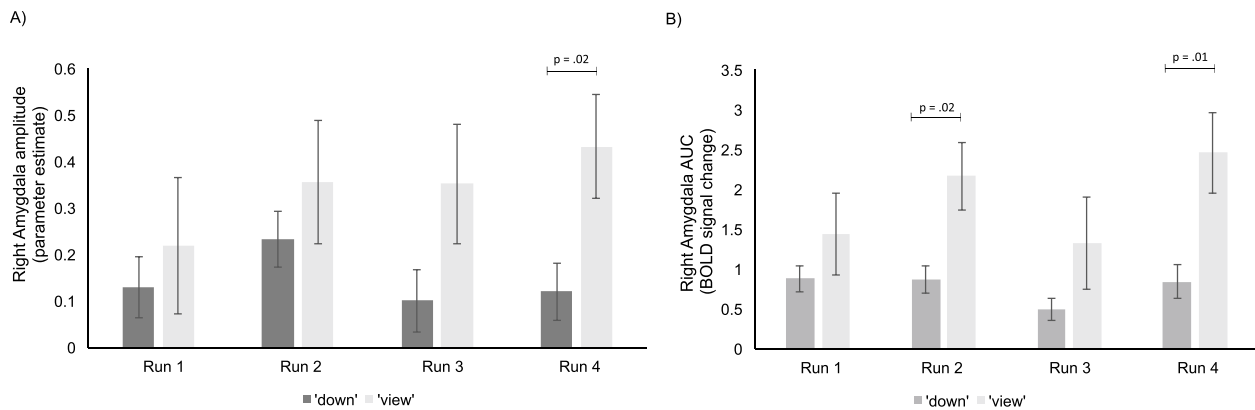 A)
Right Amygdala amplitude
(parameter estimate)
0.6
0.5
0.4
0.3
0.2
0.1
0
p = .02
Run 1 Run 2 Run 3 Run 4
'down' 'view'
B)
Right Amygdala AUC
(BOLD signal change)
3.5
3
2.5
2
1.5
1
0.5
0
p = .02
p = .01
Run 1 Run 2 Run 3 Run 4
'down' 'view'